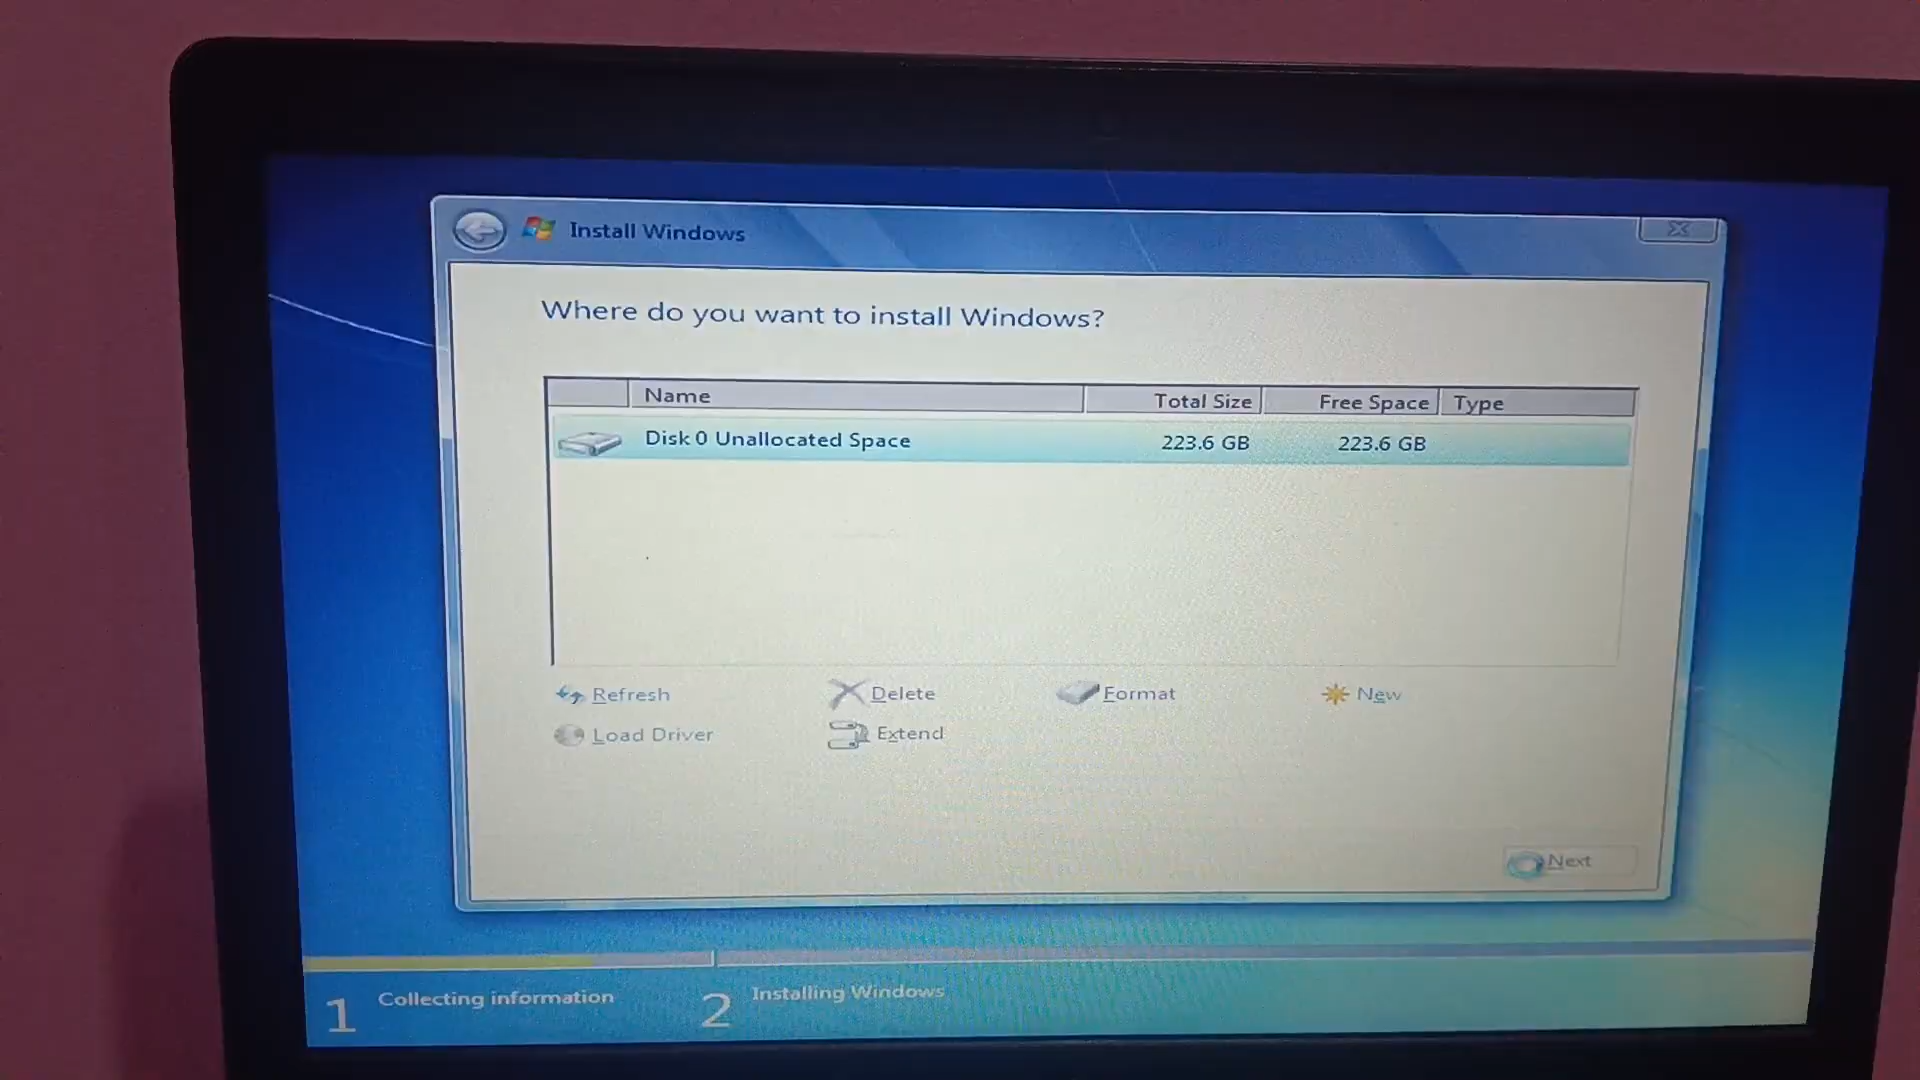 Install Windows
Where do you want to install Windows?
Name Total Size Free Space Type
Disk 0 Unallocated Space 223.6 GB 223.6 GB
Refresh Delete Format New
Load Driver Extend
Next
1 Collecting information 2 Installing Windows